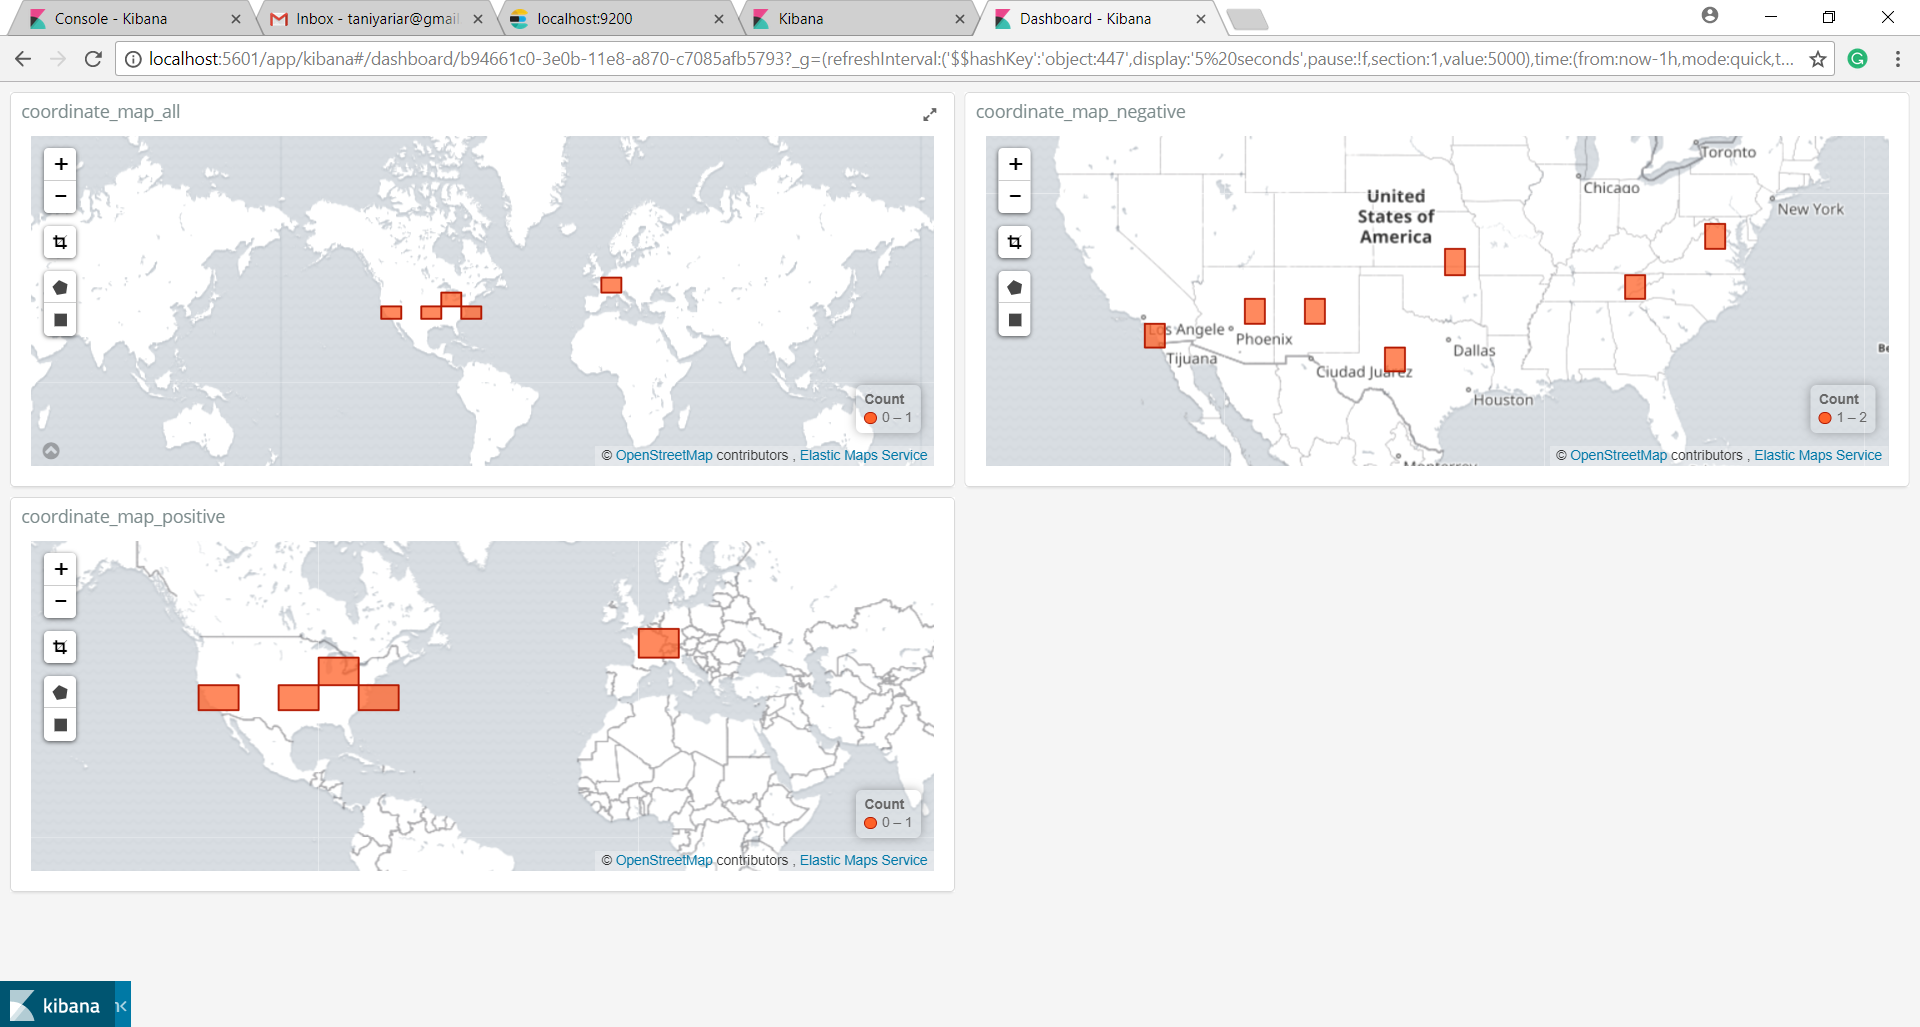 Console - Kibana
Inbox - taniyariar@gmail
localhost:9200
Kibana
Dashboard - Kibana
localhost:5601/app/kibana#/dashboard/b94661c0-3e0b-11e8-a870-c7085afb5793?_g=(refreshInterval:('$$hashKey':'object:447',display:'5%20seconds',pause:!f,section:1,value:5000),time:(from:now-1h,mode:quick,t...
coordinate_map_all
+
−
Count
0 – 1
© OpenStreetMap contributors , Elastic Maps Service
coordinate_map_negative
+
−
Toronto
Chicago
New York
United
States of
America
Los Angele
Phoenix
Tijuana
Dallas
Ciudad Juarez
Houston
Monterrey
Be
Count
1 – 2
© OpenStreetMap contributors , Elastic Maps Service
coordinate_map_positive
+
−
Count
0 – 1
© OpenStreetMap contributors , Elastic Maps Service
kibana